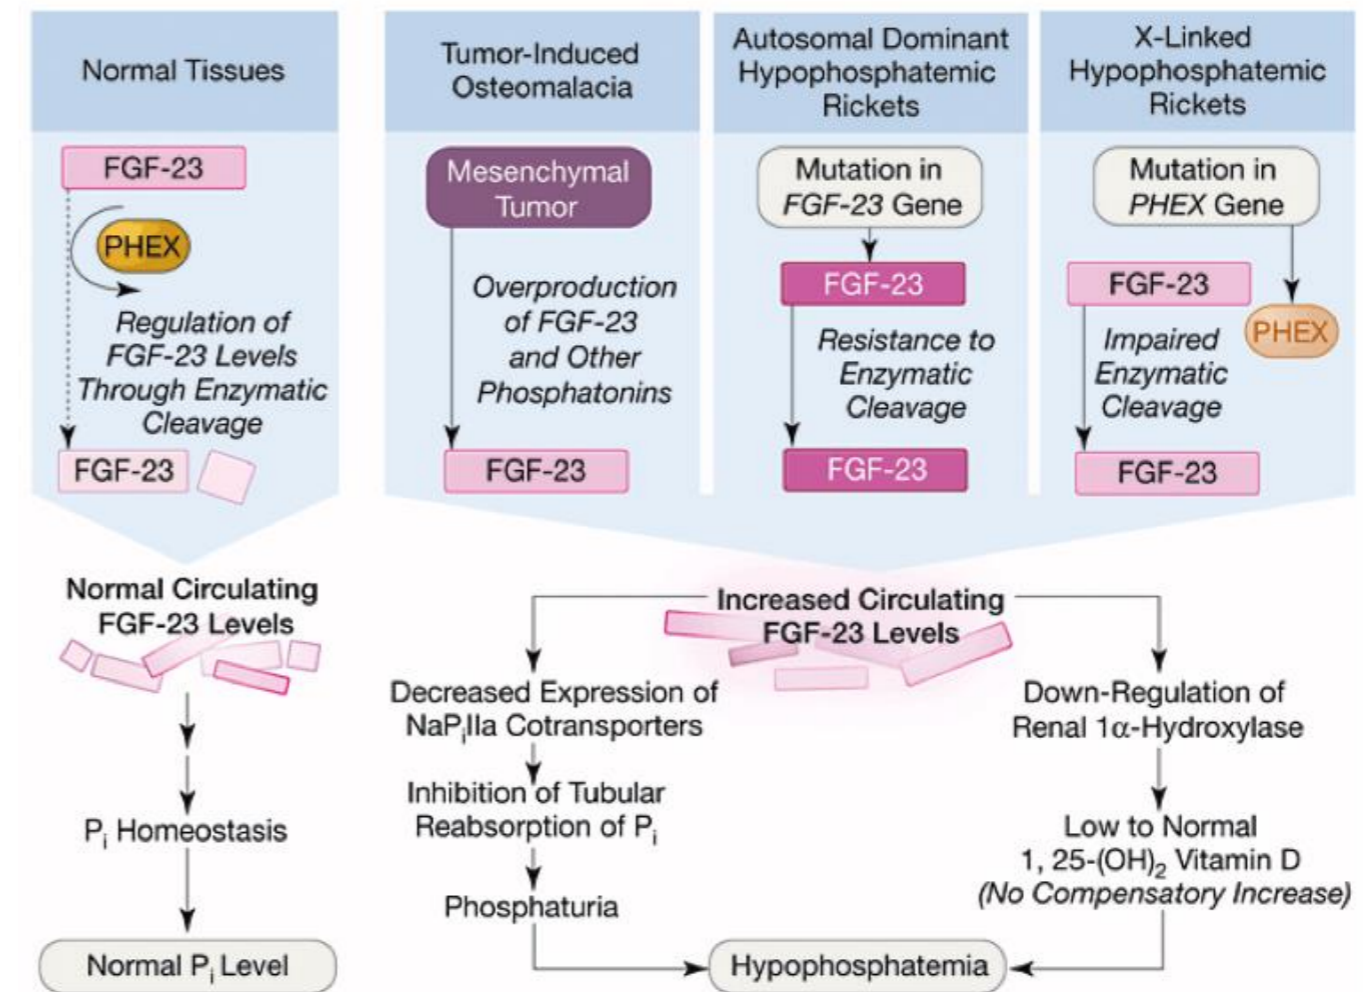 Normal Tissues
FGF-23
PHEX
Regulation of
FGF-23 Levels
Through Enzymatic
Cleavage
FGF-23
Normal Circulating
FGF-23 Levels
Pi Homeostasis
Normal Pi Level
Tumor-Induced
Osteomalacia
Mesenchymal
Tumor
Overproduction
of FGF-23
and Other
Phosphatonins
FGF-23
Autosomal Dominant
Hypophosphatemic
Rickets
Mutation in
FGF-23 Gene
FGF-23
Resistance to
Enzymatic
Cleavage
FGF-23
X-Linked
Hypophosphatemic
Rickets
Mutation in
PHEX Gene
FGF-23
PHEX
Impaired
Enzymatic
Cleavage
FGF-23
Increased Circulating
FGF-23 Levels
Decreased Expression of
NaPiIIa Cotransporters
Inhibition of Tubular
Reabsorption of Pi
Phosphaturia
Down-Regulation of
Renal 1α-Hydroxylase
Low to Normal
1, 25-(OH)2 Vitamin D
(No Compensatory Increase)
Hypophosphatemia